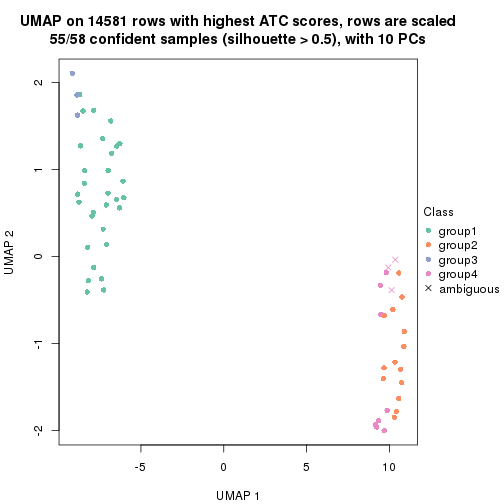 UMAP on 14581 rows with highest ATC scores, rows are scaled
55/58 confident samples (silhouette > 0.5), with 10 PCs
2
1
0
-1
-2
UMAP 2
-5
0
5
10
UMAP 1
Class
group1
group2
group3
group4
ambiguous